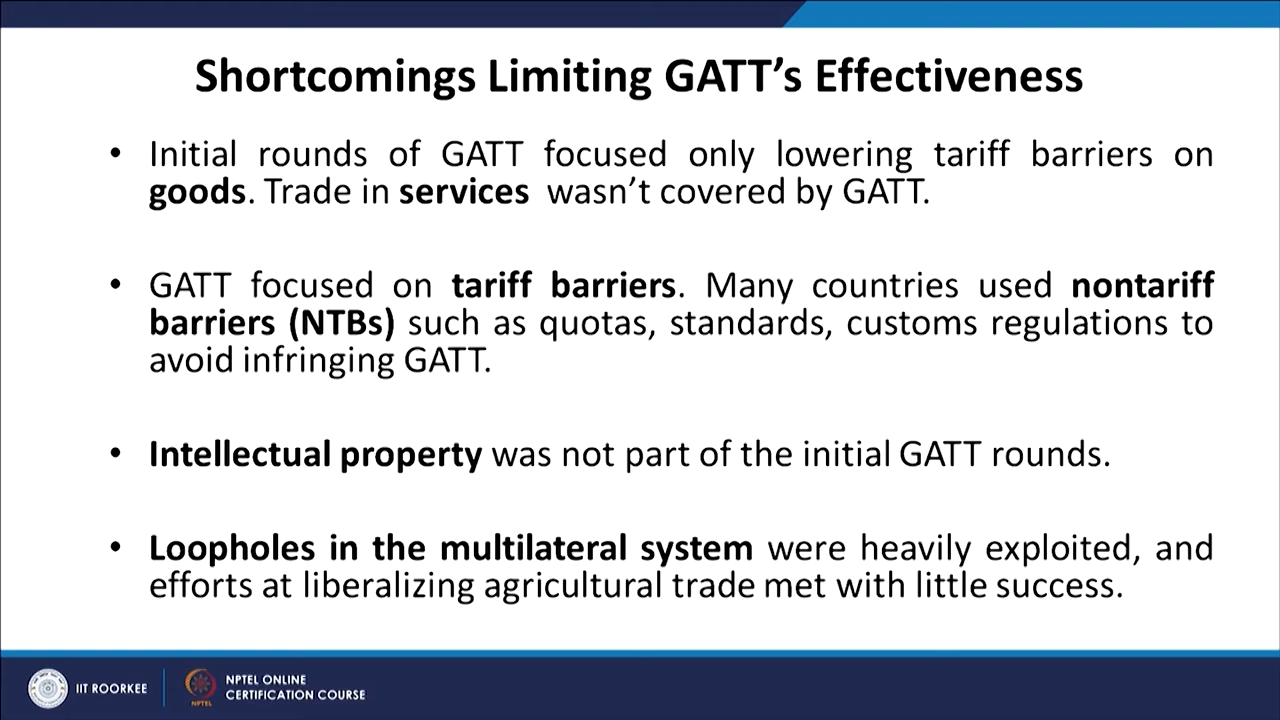 Shortcomings Limiting GATT's Effectiveness
• Initial rounds of GATT focused only lowering tariff barriers on
goods. Trade in services wasn't covered by GATT.
• GATT focused on tariff barriers. Many countries used nontariff
barriers (NTBs) such as quotas, standards, customs regulations to
avoid infringing GATT.
• Intellectual property was not part of the initial GATT rounds.
• Loopholes in the multilateral system were heavily exploited, and
efforts at liberalizing agricultural trade met with little success.
IIT ROORKEE
NPTEL
NPTEL ONLINE
CERTIFICATION COURSE